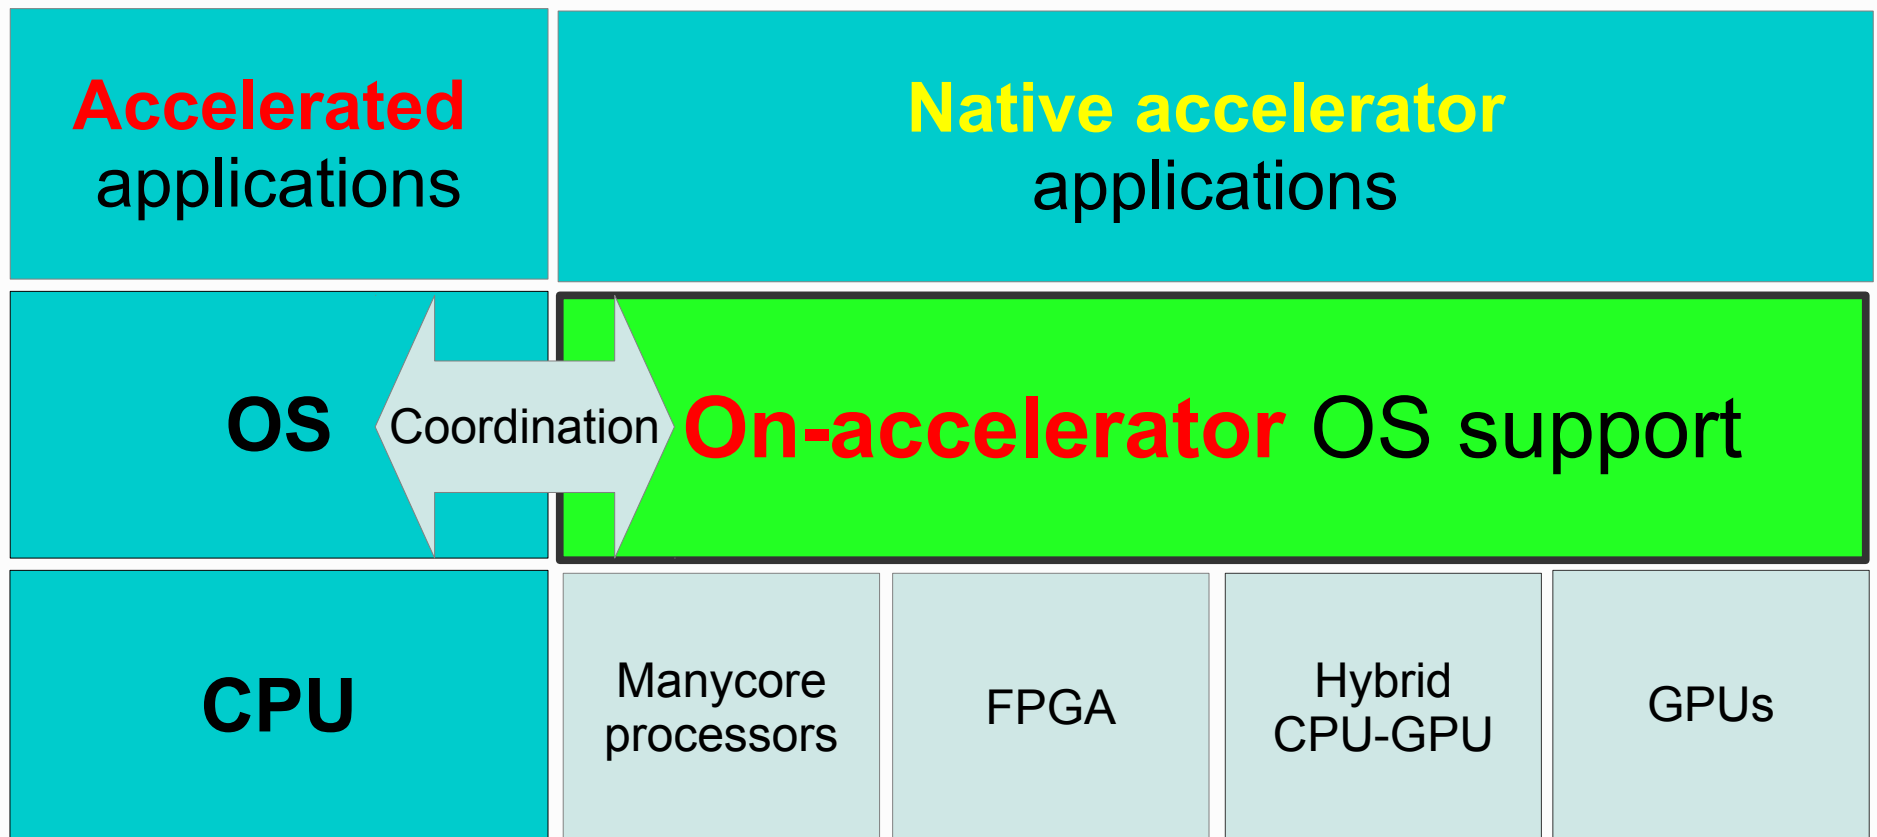 Accelerated
applications
Native accelerator
applications
OS
Coordination
On-accelerator OS support
CPU
Manycore
processors
FPGA
Hybrid
CPU-GPU
GPUs